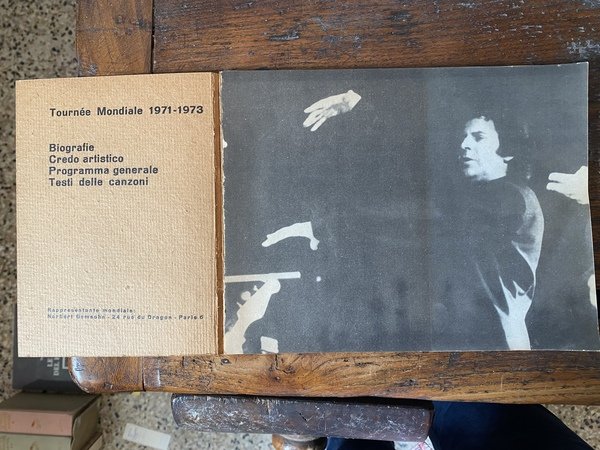 Tournée Mondiale 1971-1973
Biografie
Credo artistico
Programma generale
Testi delle canzoni
Rappresentante mondiale:
Norbert - 24 rue du Dragon - Paris 6